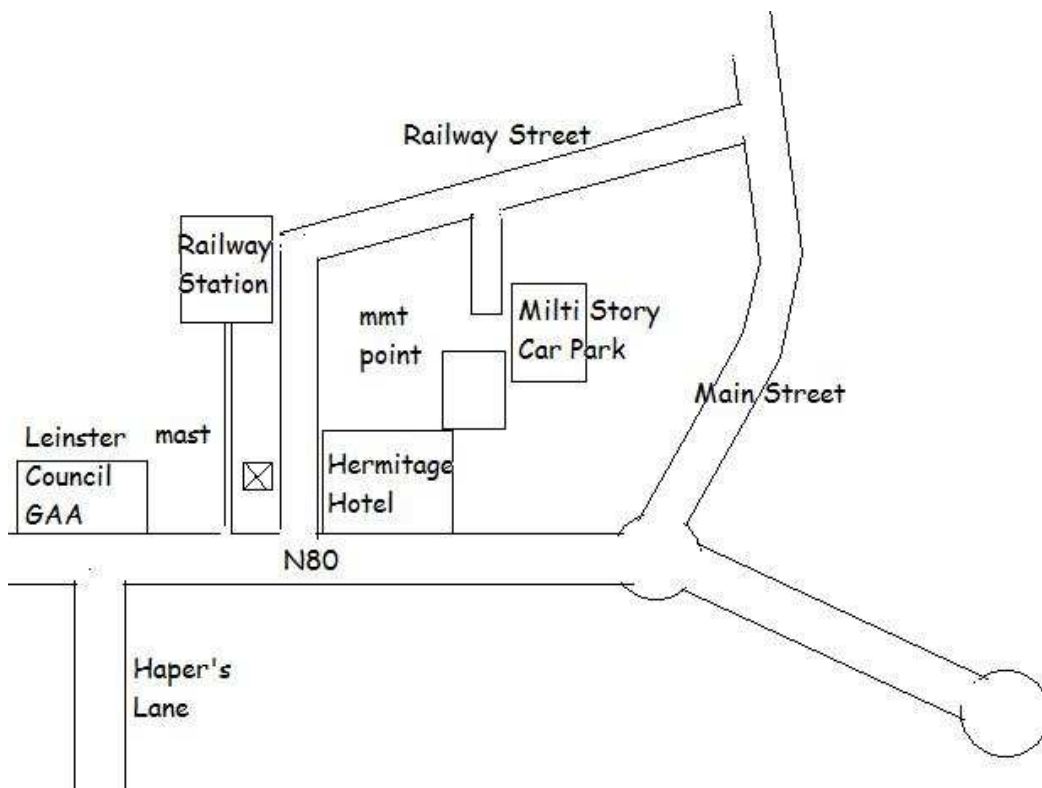 Railway Street
Railway
Station
mmt
point
Milti Story
Car Park
Main Street
Leinster
Council
GAA
mast
Hermitage
Hotel
N80
Haper's
Lane